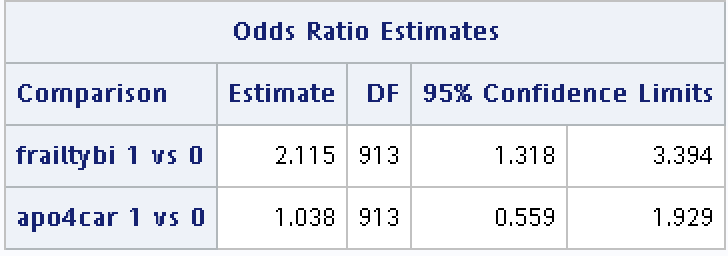 Odds Ratio Estimates
Comparison Estimate DF 95% Confidence Limits
frailtybi 1 vs 0 2.115 913 1.318 3.394
apo4car 1 vs 0 1.038 913 0.559 1.929